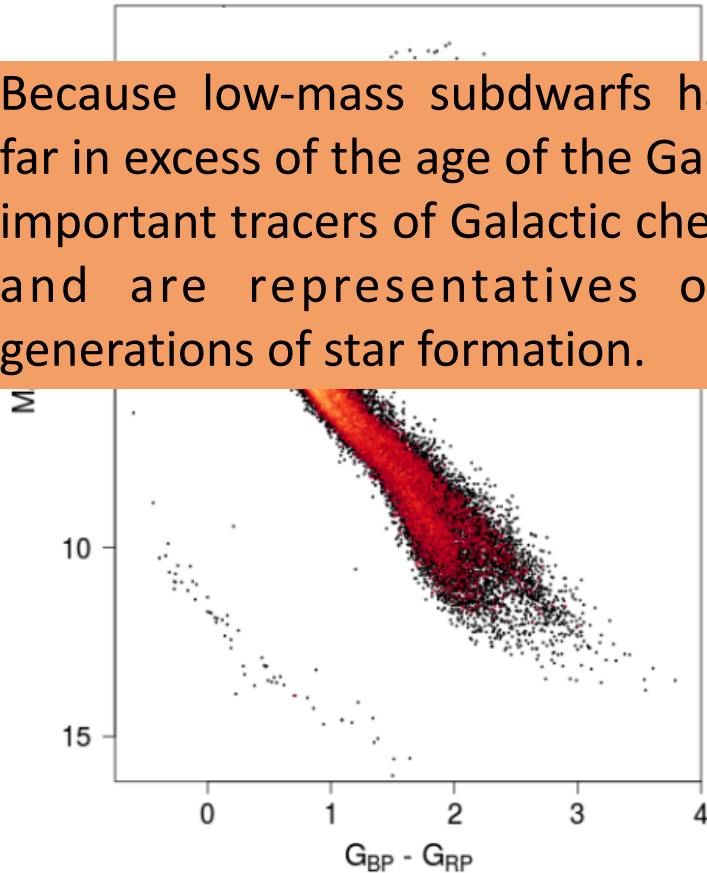 Because low-mass subdwarfs
far in excess of the age of the
important tracers of Galactic
and are representatives
generations of star formation.
M
10
15
0 1 2 3 4
GBP - GRP